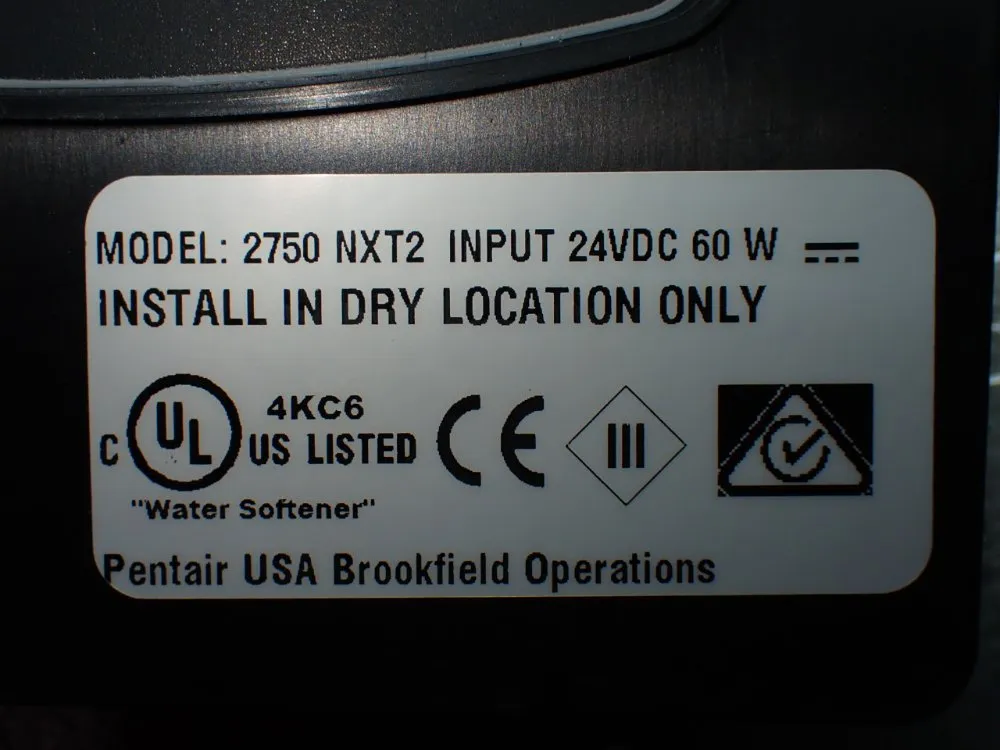 MODEL: 2750 NXT2 INPUT 24VDC 60 W
INSTALL IN DRY LOCATION ONLY
4KC6
C UL US LISTED CE III
"Water Softener"
Pentair USA Brookfield Operations